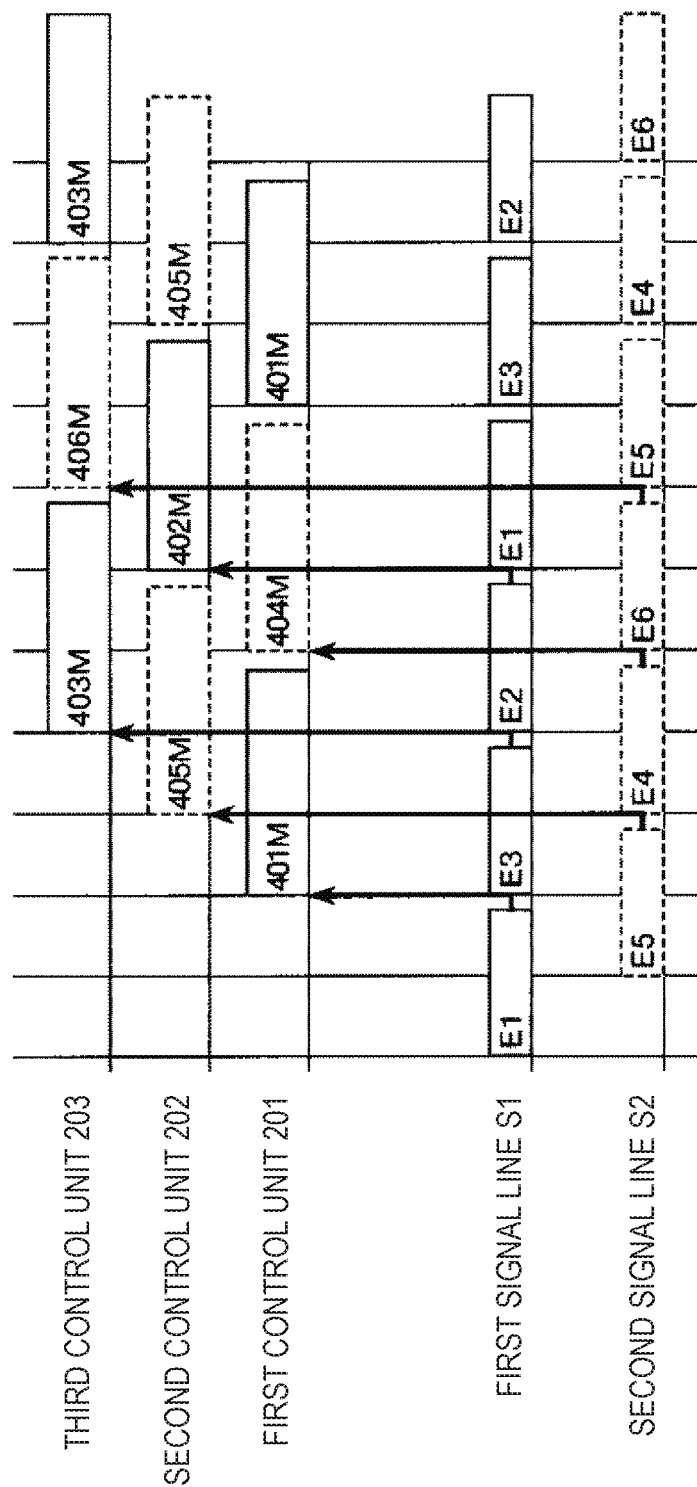 THIRD CONTROL UNIT 203
403M
406M
403M
SECOND CONTROL UNIT 202
405M
402M
405M
FIRST CONTROL UNIT 201
401M
404M
401M
FIRST SIGNAL LINE S1
E1
E3
E2
E1
E3
E2
SECOND SIGNAL LINE S2
E5
E4
E6
E5
E4
E6